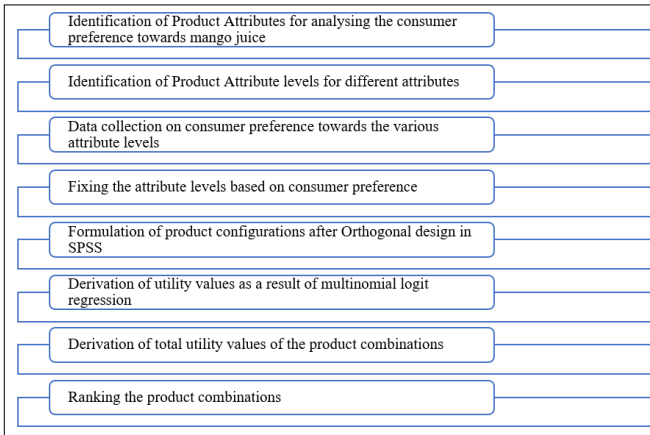 Identification of Product Attributes for analysing the consumer
preference towards mango juice
Identification of Product Attribute levels for different attributes
Data collection on consumer preference towards the various
attribute levels
Fixing the attribute levels based on consumer preference
Formulation of product configurations after Orthogonal design in
SPSS
Derivation of utility values as a result of multinomial logit
regression
Derivation of total utility values of the product combinations
Ranking the product combinations